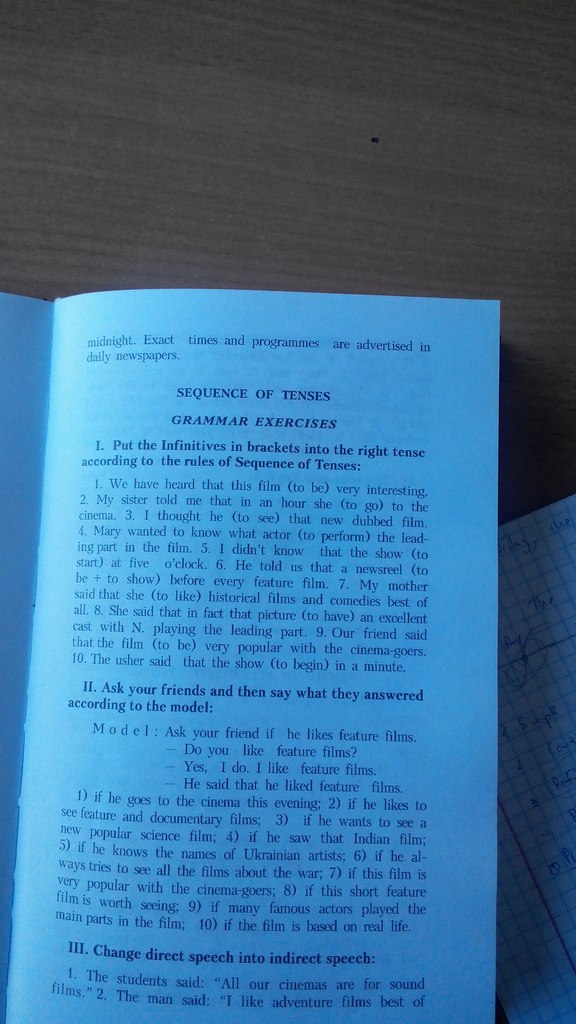 midnight. Exact times and programmes are advertised in
daily newspapers.
SEQUENCE OF TENSES
GRAMMAR EXERCISES
I. Put the Infinitives in brackets into the right tense
according to the rules of Sequence of Tenses:
1. We have heard that this film (to be) very interesting.
2. My sister told me that in an hour she (to go) to the
cinema. 3. I thought he (to see) that new dubbed film.
4. Mary wanted to know what actor (to perform) the lead-
ing part in the film. 5. I didn't know that the show (to
start) at five o'clock. 6. He told us that a newsreel (to
be + to show) before every feature film. 7. My mother
said that she (to like) historical films and comedies best of
all. 8. She said that in fact that picture (to have) an excellent
cast with N. playing the leading part. 9. Our friend said
that the film (to be) very popular with the cinema-goers.
10. The usher said that the show (to begin) in a minute.
II. Ask your friends and then say what they answered
according to the model:
Model: Ask your friend if he likes feature films.
— Do you like feature films?
— Yes, I do. I like feature films.
— He said that he liked feature films.
1) if he goes to the cinema this evening; 2) if he likes to
see feature and documentary films; 3) if he wants to see a
new popular science film; 4) if he saw that Indian film;
5) if he knows the names of Ukrainian artists; 6) if he al-
ways tries to see all the films about the war; 7) if this film is
very popular with the cinema-goers; 8) if this short feature
film is worth seeing; 9) if many famous actors played the
main parts in the film; 10) if the film is based on real life.
III. Change direct speech into indirect speech:
1. The students said: "All our cinemas are for sound
films." 2. The man said: "I like adventure films best of